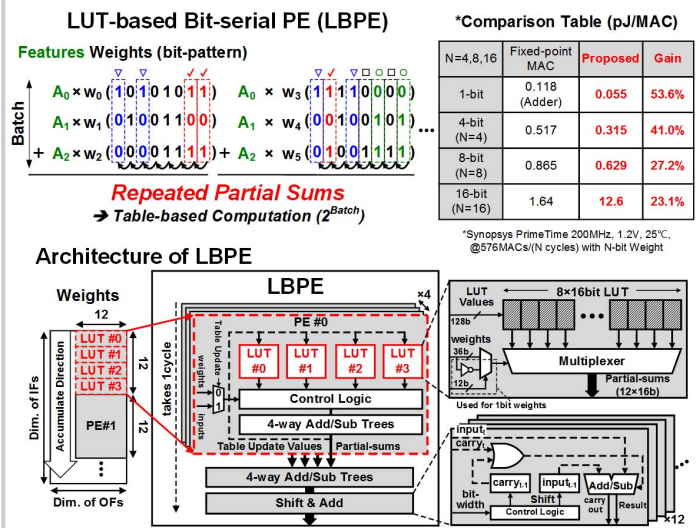 LUT-based Bit-serial PE (LBPE)
Features Weights (bit-pattern)
Batch
A0 × w0 (1 0 1 0 1 0 1 1)
A1 × w1 (0 1 0 0 1 1 0 0)
+ A2 × w2 (0 0 0 0 1 1 1 1)
A0 × w3 (1 1 1 1 0 0 0 0)
A1 × w4 (0 0 1 0 0 1 0 1)
+ A2 × w5 (0 1 0 0 1 1 1 1)
...
Repeated Partial Sums
➔ Table-based Computation (2^Batch)
*Comparison Table (pJ/MAC)
N=4,8,16 Fixed-point MAC Proposed Gain
1-bit 0.118 (Adder) 0.055 53.6%
4-bit (N=4) 0.517 0.315 41.0%
8-bit (N=8) 0.865 0.629 27.2%
16-bit (N=16) 1.64 12.6 23.1%
*Synopsys PrimeTime 200MHz, 1.2V, 25℃,
@576MACs/(N cycles) with N-bit Weight
Architecture of LBPE
Weights
12
LUT #0
LUT #1
LUT #2
LUT #3
12
PE#1
12
Dim. of IFs
Accumulate Direction
Dim. of OFs
LBPE
×4
takes 1cycle
PE #0
Table Update
weights
inputs
0
1
LUT #0
LUT #1
LUT #2
LUT #3
Control Logic
4-way Add/Sub Trees
Table Update Values
Partial-sums
4-way Add/Sub Trees
Shift & Add
LUT Values
8×16bit LUT
128b
weights
36b
12b
Multiplexer
Partial-sums
(12×16b)
Used for 1bit weights
input t
carry t
carry t-1
input t-1
Add/Sub
bit-width
Shift
Control Logic
carry out
Result
×12